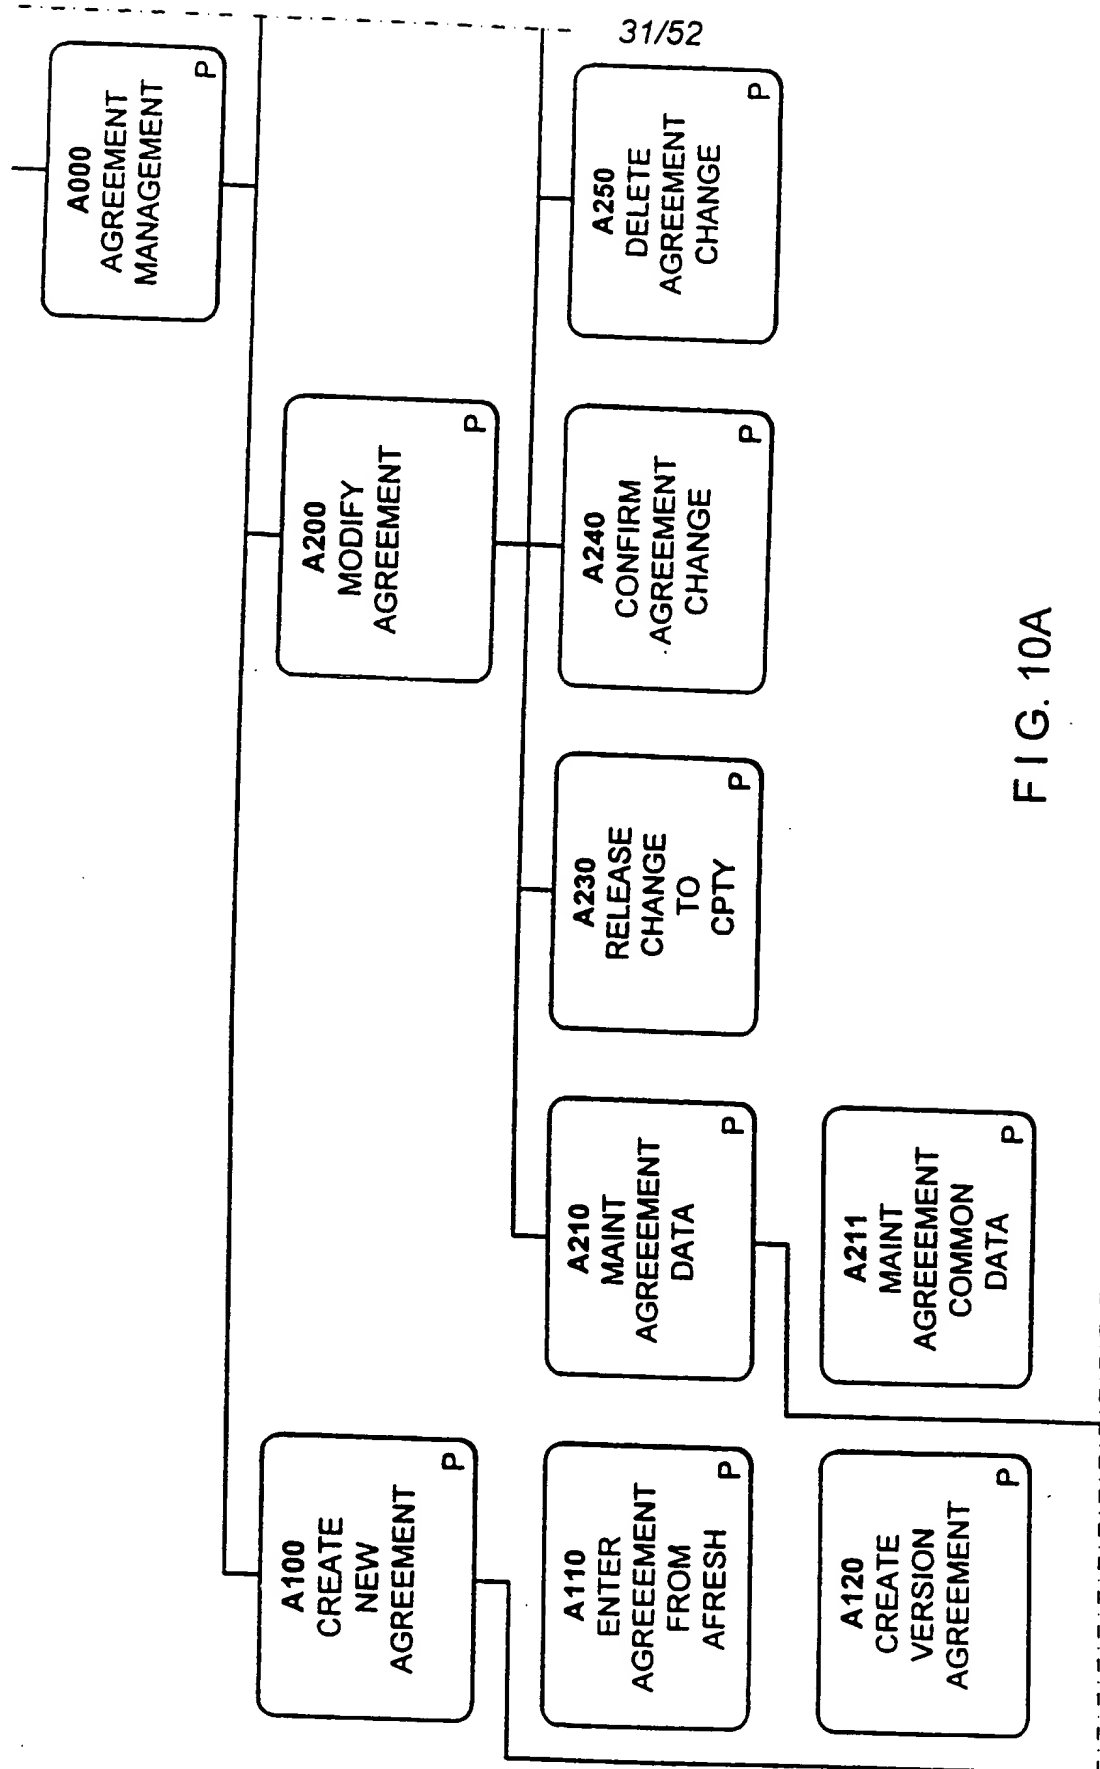 31/52
A000
AGREEMENT
MANAGEMENT
P
A100
CREATE
NEW
AGREEMENT
P
A200
MODIFY
AGREEMENT
P
A110
ENTER
AGREEEMENT
FROM
AFRESH
P
A210
MAINT
AGREEEMENT
DATA
P
A230
RELEASE
CHANGE
TO
CPTY
P
A240
CONFIRM
AGREEMENT
CHANGE
P
A250
DELETE
AGREEMENT
CHANGE
P
A120
CREATE
VERSION
AGREEMENT
P
A211
MAINT
AGREEEMENT
COMMON
DATA
P
FIG. 10A